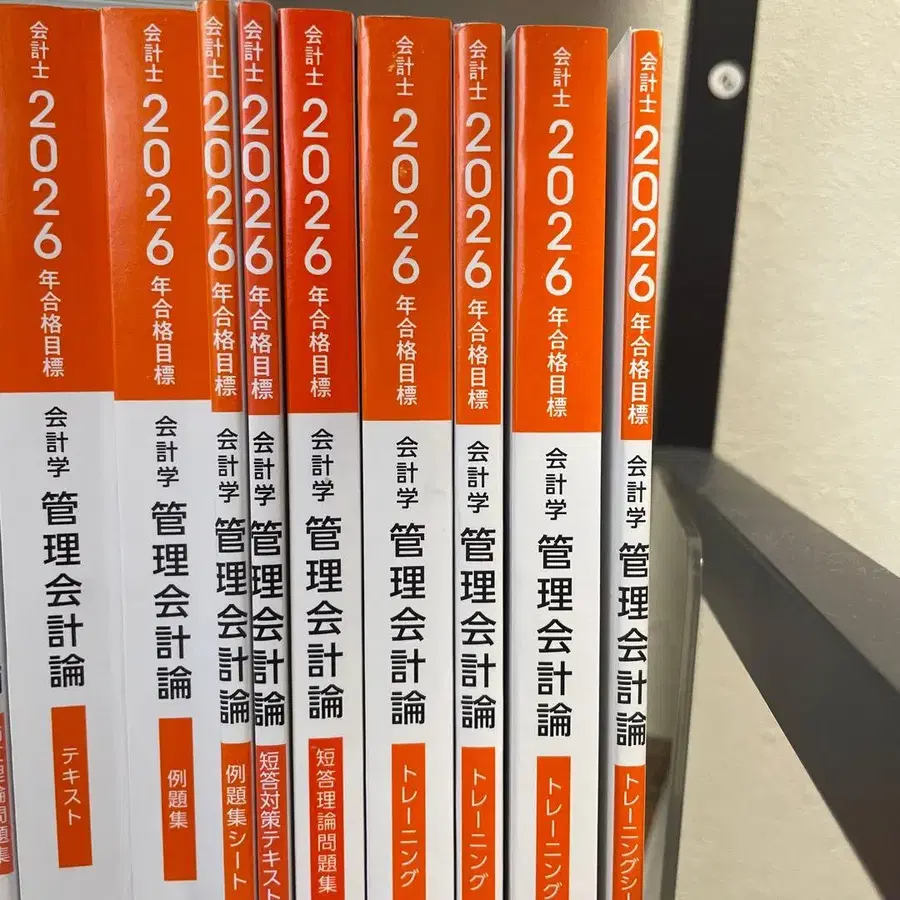 会計士
2026
年合格目標
会計学
管理会計論
テキスト
会計士
2026
年合格目標
会計学
管理会計論
例題集
会計士
2026
年合格目標
会計学
管理会計論
例題集シート
会計士
2026
年合格目標
会計学
管理会計論
短答対策テキスト
会計士
2026
年合格目標
会計学
管理会計論
短答理論問題集
会計士
2026
年合格目標
会計学
管理会計論
トレーニング
会計士
2026
年合格目標
会計学
管理会計論
トレーニング
会計士
2026
年合格目標
会計学
管理会計論
トレーニング
会計士
2026
年合格目標
会計学
管理会計論
トレーニングシー